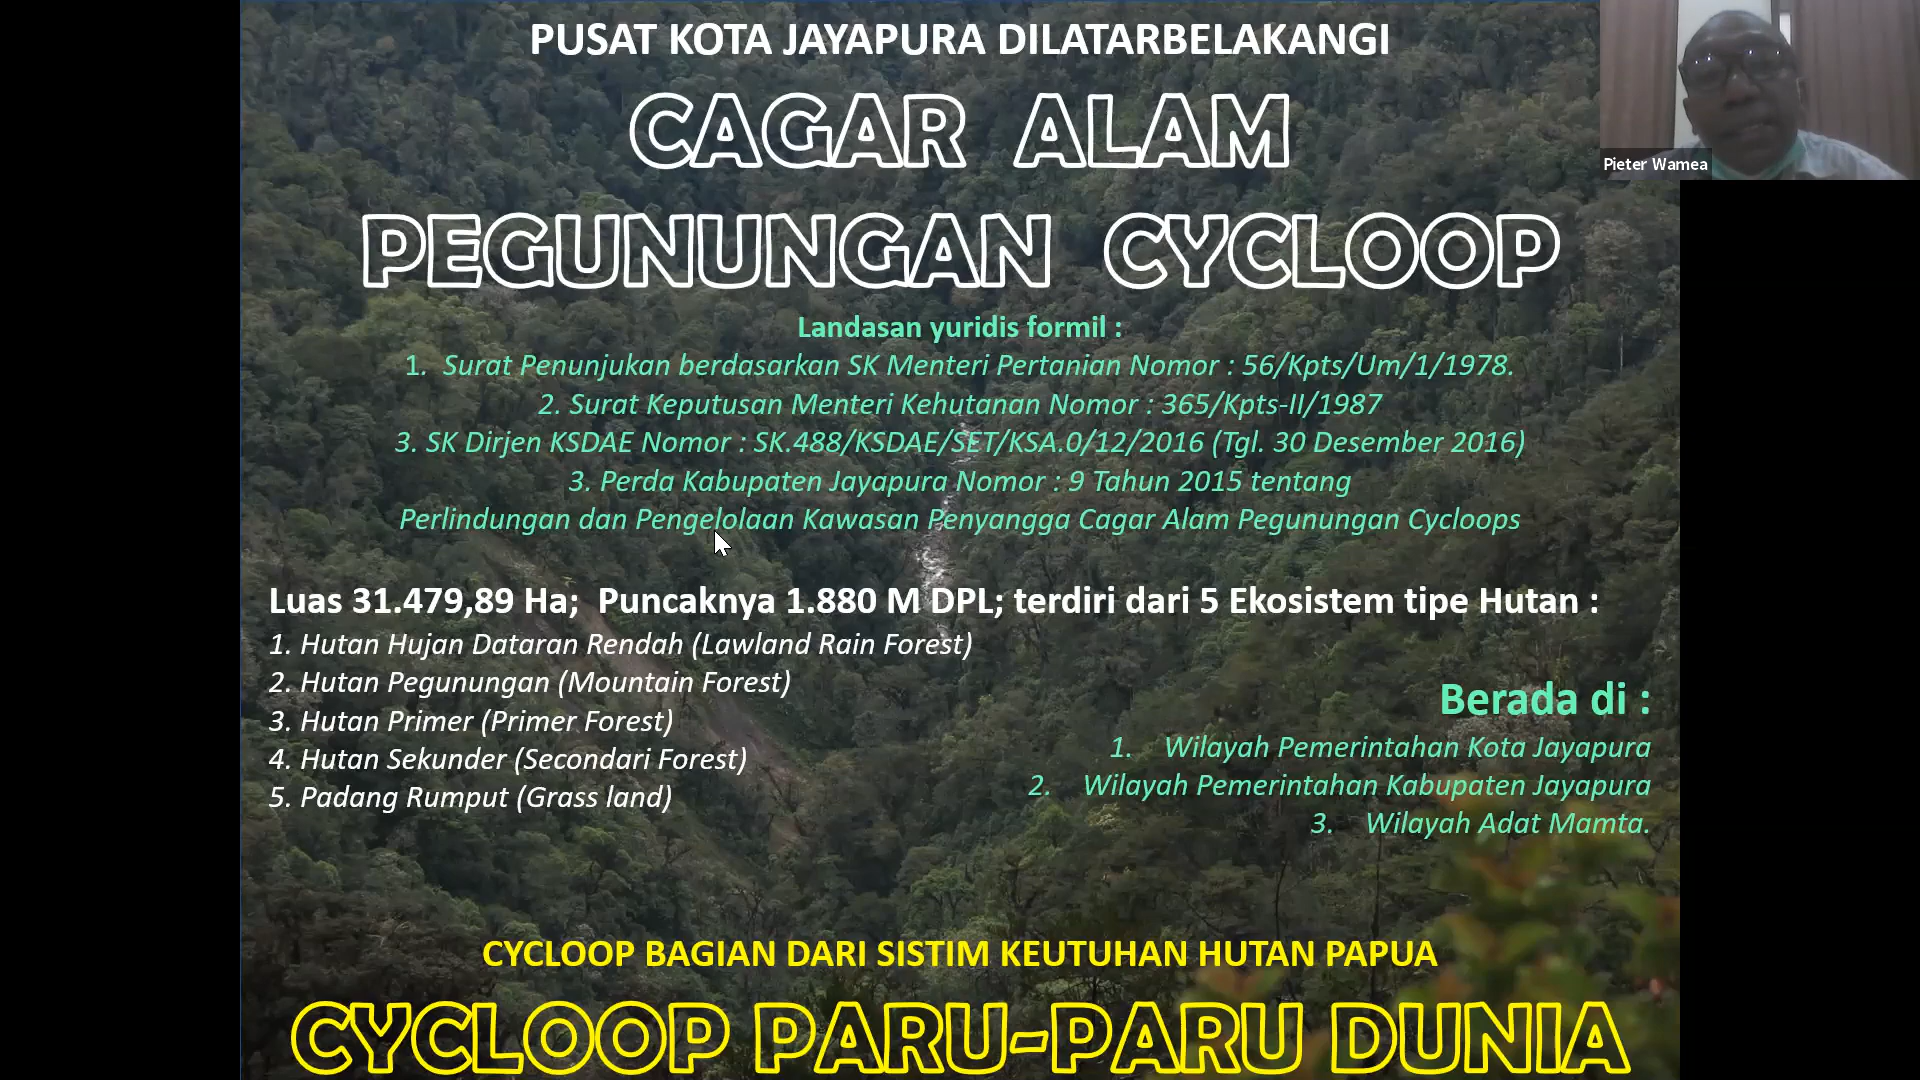 PUSAT KOTA JAYAPURA DILATARBELAKANGI
CAGAR ALAM
PEGUNUNGAN CYCLOOP
Pieter Wamea
Landasan yuridis formil :
1. Surat Penunjukan berdasarkan SK Menteri Pertanian Nomor : 56/Kpts/Um/1/1978.
2. Surat Keputusan Menteri Kehutanan Nomor : 365/Kpts-II/1987
3. SK Dirjen KSDAE Nomor : SK.488/KSDAE/SET/KSA.0/12/2016 (Tgl. 30 Desember 2016)
3. Perda Kabupaten Jayapura Nomor : 9 Tahun 2015 tentang
Perlindungan dan Pengelolaan Kawasan Penyangga Cagar Alam Pegunungan Cycloops
Luas 31.479,89 Ha; Puncaknya 1.880 M DPL; terdiri dari 5 Ekosistem tipe Hutan :
1. Hutan Hujan Dataran Rendah (Lawland Rain Forest)
2. Hutan Pegunungan (Mountain Forest)
3. Hutan Primer (Primer Forest)
4. Hutan Sekunder (Secondari Forest)
5. Padang Rumput (Grass land)
Berada di :
1. Wilayah Pemerintahan Kota Jayapura
2. Wilayah Pemerintahan Kabupaten Jayapura
3. Wilayah Adat Mamta.
CYCLOOP BAGIAN DARI SISTIM KEUTUHAN HUTAN PAPUA
CYCLOOP PARU-PARU DUNIA